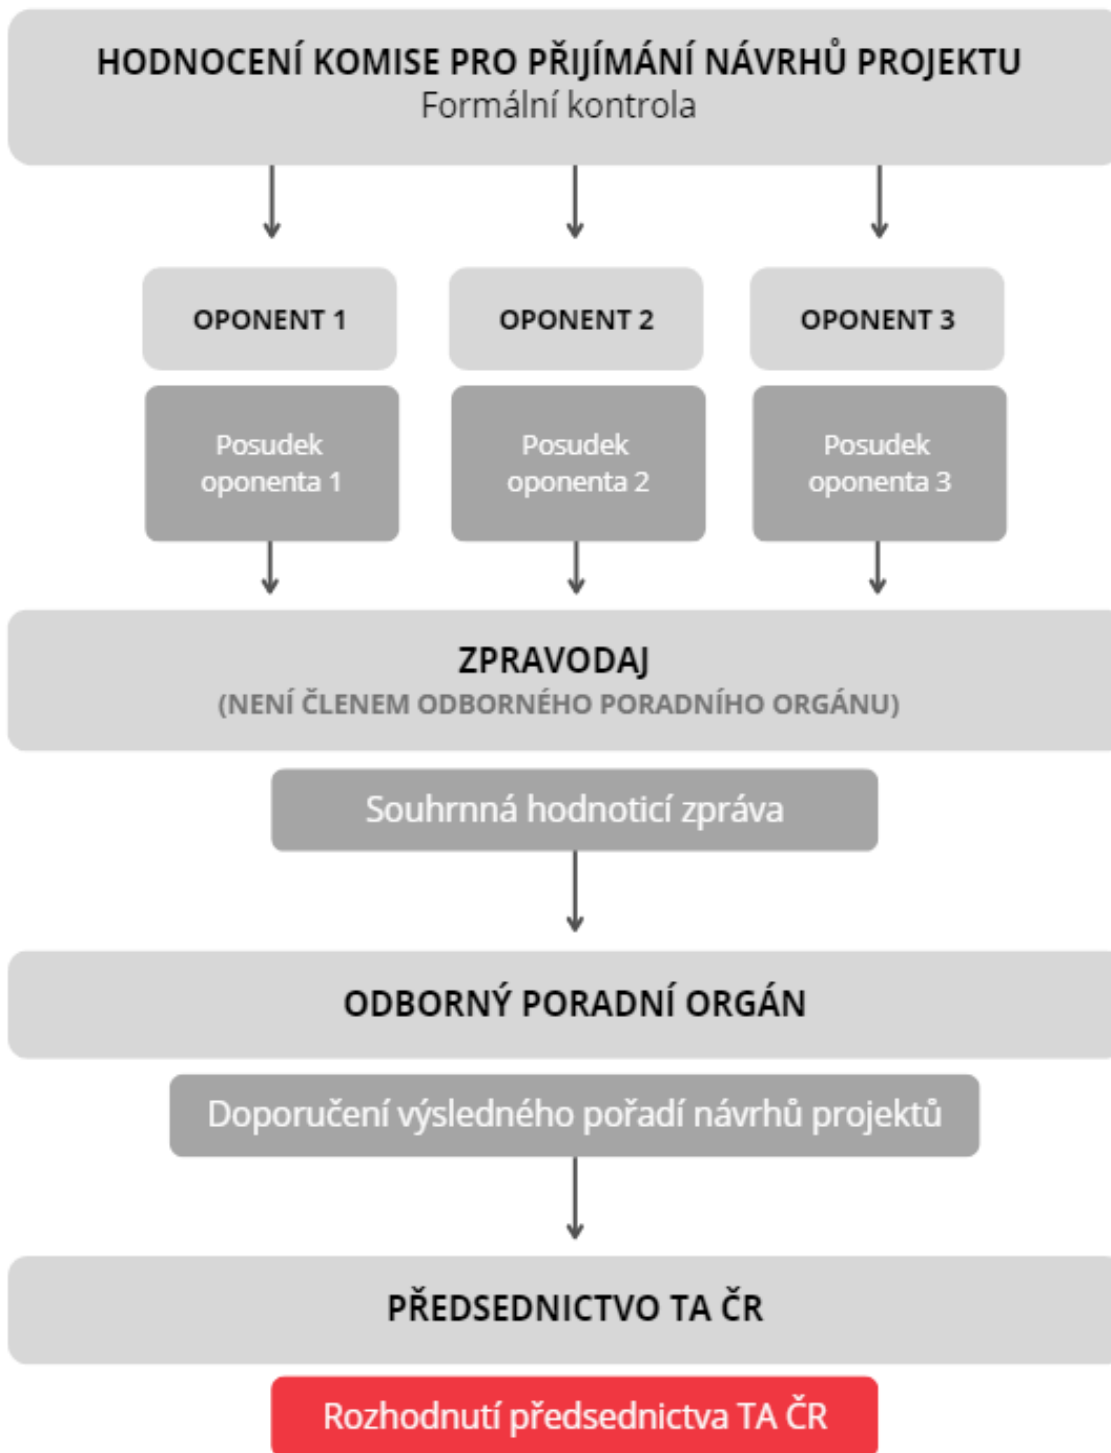 HODNOCENÍ KOMISE PRO PŘIJÍMÁNÍ NÁVRHŮ PROJEKTU
Formální kontrola
OPONENT 1
OPONENT 2
OPONENT 3
Posudek
oponenta 1
Posudek
oponenta 2
Posudek
oponenta 3
ZPRAVODAJ
(NENÍ ČLENEM ODBORNÉHO PORADNÍHO ORGÁNU)
Souhrnná hodnoticí zpráva
ODBORNÝ PORADNÍ ORGÁN
Doporučení výsledného pořadí návrhů projektů
PŘEDSEDNICTVO TA ČR
Rozhodnutí předsednictva TA ČR